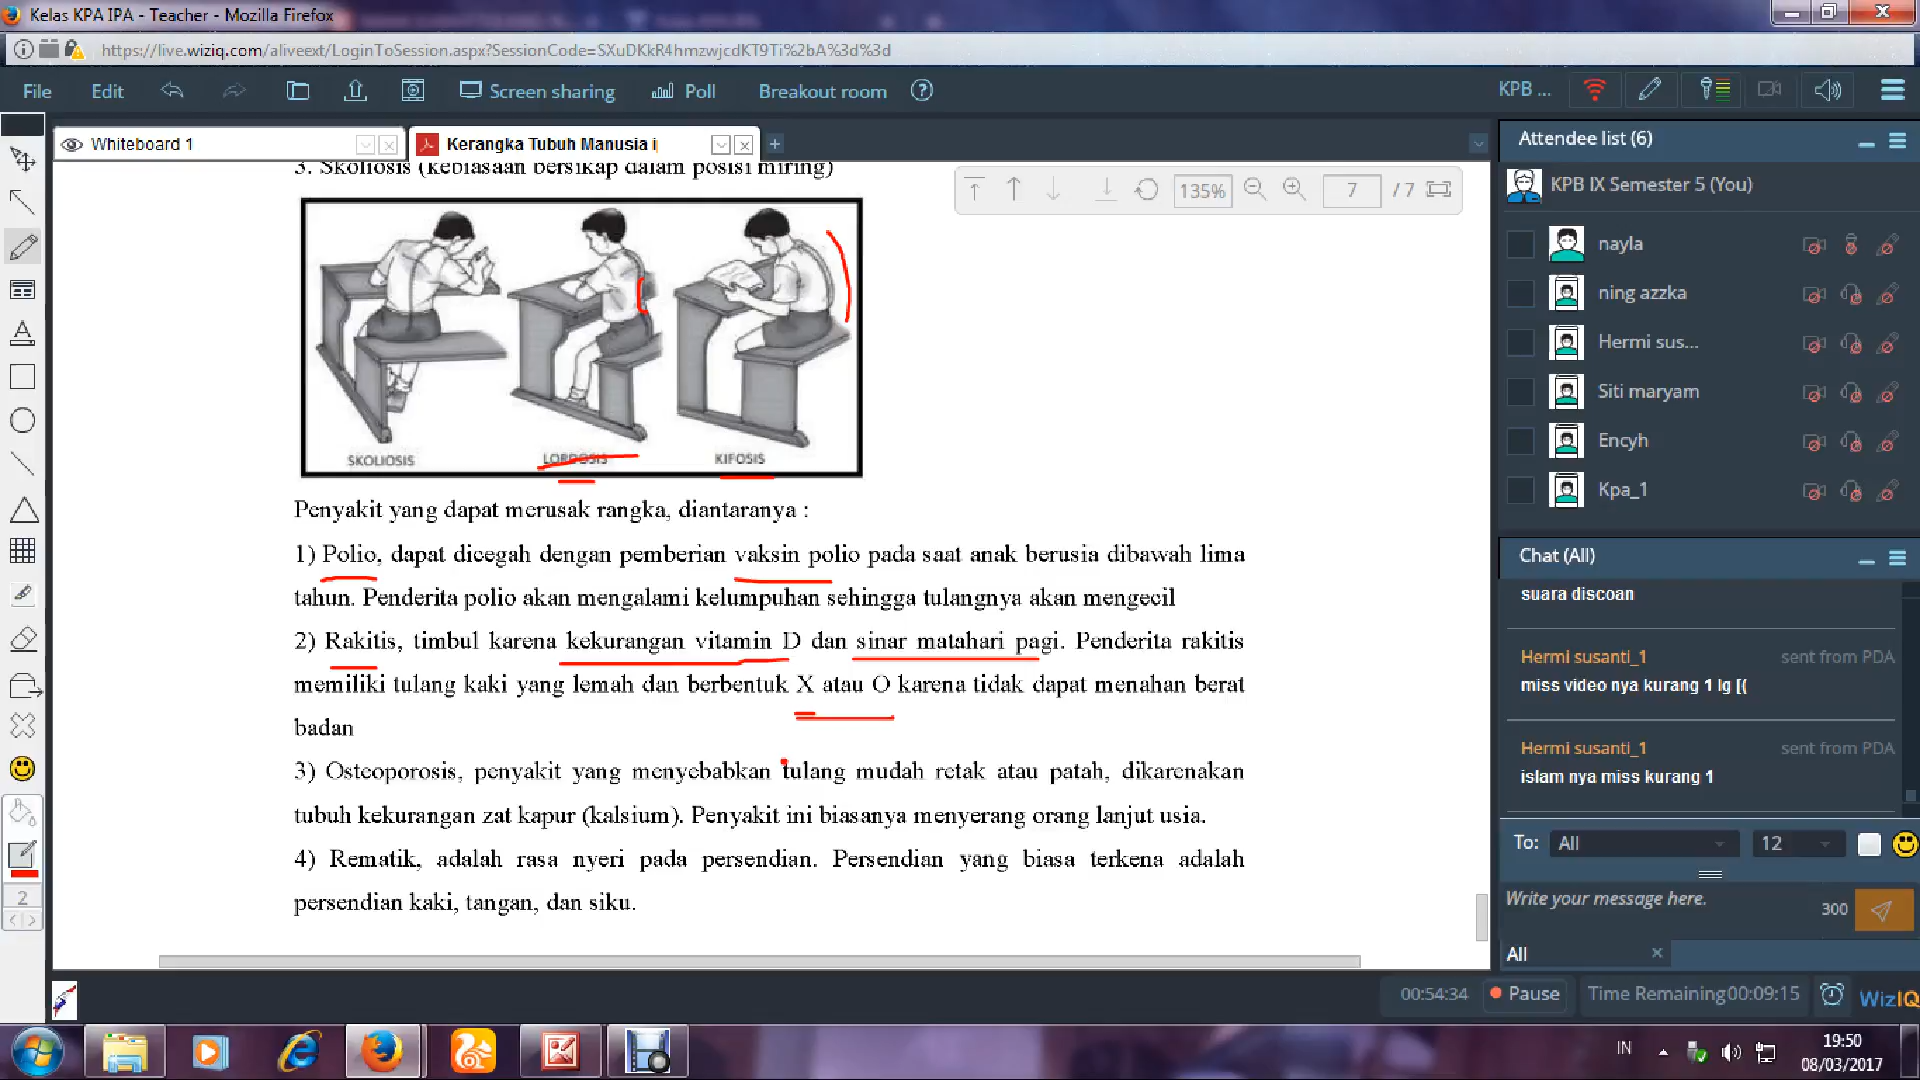 Kelas KPA IPA - Teacher - Mozilla Firefox
https://live.wiziq.com/aliveext/LoginToSession.aspx?SessionCode=SXuDKkR4hmzwjcdKT9Ti%2bA%3d%3d
File Edit Screen sharing Poll Breakout room KPB ...
Whiteboard 1
Kerangka Tubuh Manusia i
135% 7 / 7
3. Skoliosis (kebiasaan bersikap dalam posisi miring)
SKOLIOSIS LORDOSIS KIFOSIS
Penyakit yang dapat merusak rangka, diantaranya :
1) Polio, dapat dicegah dengan pemberian vaksin polio pada saat anak berusia dibawah lima
tahun. Penderita polio akan mengalami kelumpuhan sehingga tulangnya akan mengecil
2) Rakitis, timbul karena kekurangan vitamin D dan sinar matahari pagi. Penderita rakitis
memiliki tulang kaki yang lemah dan berbentuk X atau O karena tidak dapat menahan berat
badan
3) Osteoporosis, penyakit yang menyebabkan tulang mudah retak atau patah, dikarenakan
tubuh kekurangan zat kapur (kalsium). Penyakit ini biasanya menyerang orang lanjut usia.
4) Rematik, adalah rasa nyeri pada persendian. Persendian yang biasa terkena adalah
persendian kaki, tangan, dan siku.
2
Attendee list (6)
KPB IX Semester 5 (You)
nayla
ning azzka
Hermi sus...
Siti maryam
Encyh
Kpa_1
Chat (All)
suara discoan
Hermi susanti_1 sent from PDA
miss video nya kurang 1 lg [(
Hermi susanti_1 sent from PDA
islam nya miss kurang 1
To: All 12
Write your message here. 300
All
00:54:34 Pause Time Remaining00:09:15 WizIQ
IN 19:50
08/03/2017